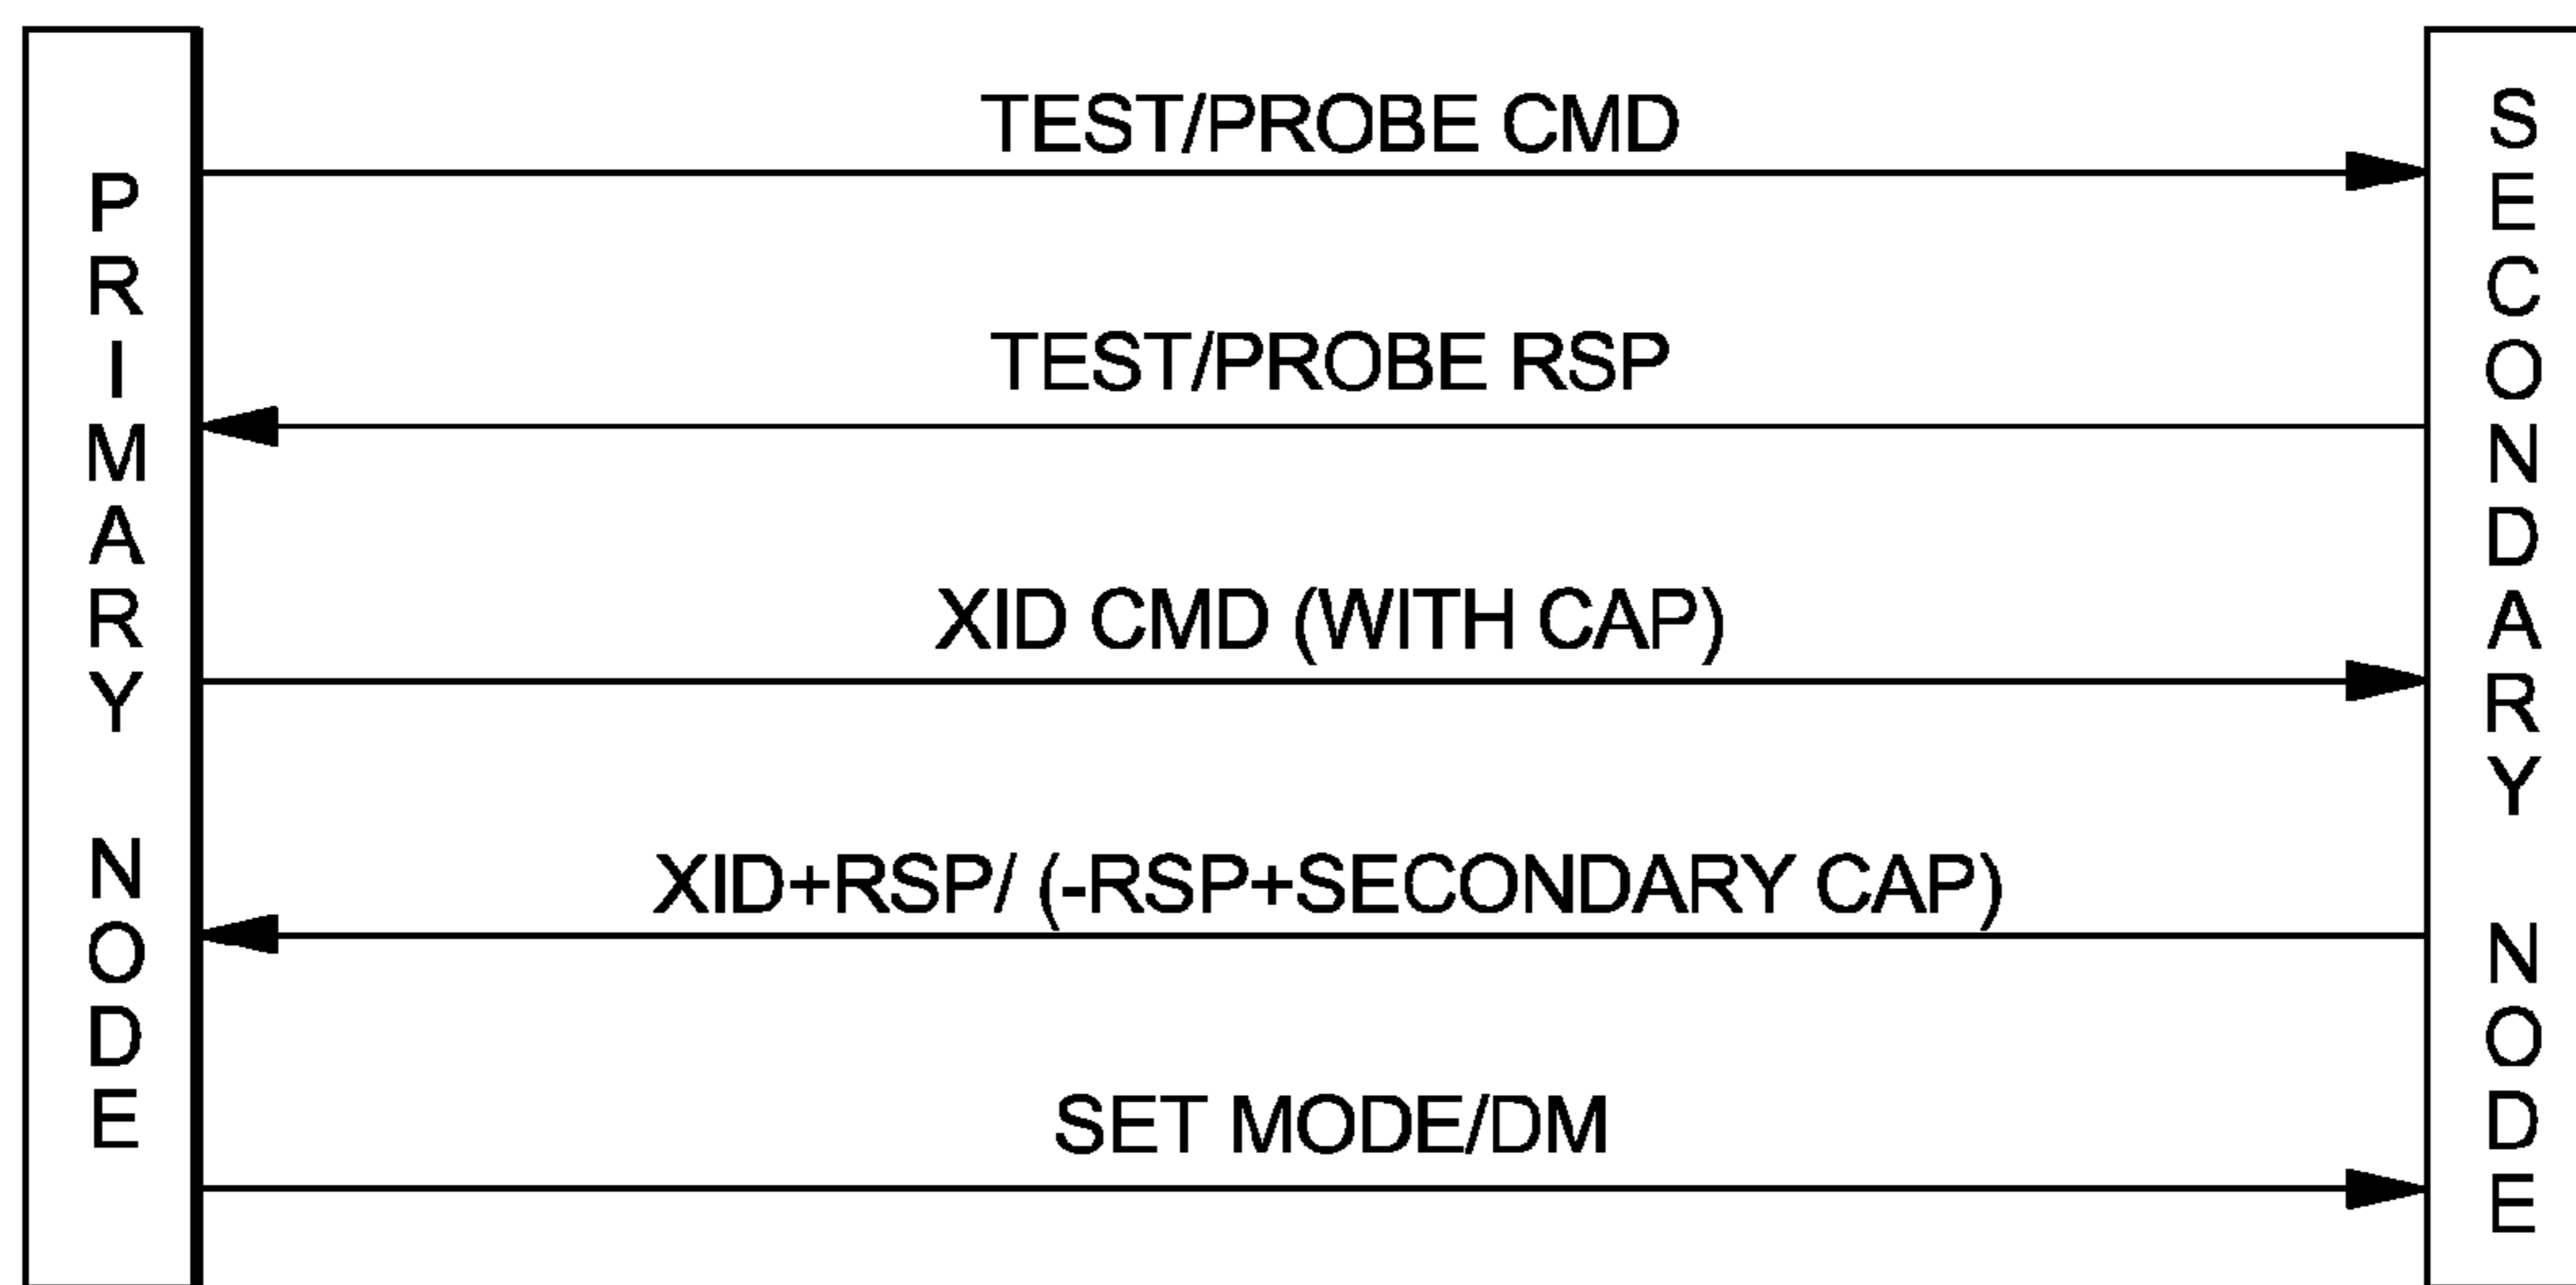 PRIMARY NODE
TEST/PROBE CMD
TEST/PROBE RSP
XID CMD (WITH CAP)
XID+RSP/ (-RSP+SECONDARY CAP)
SET MODE/DM
SECONDARY NODE